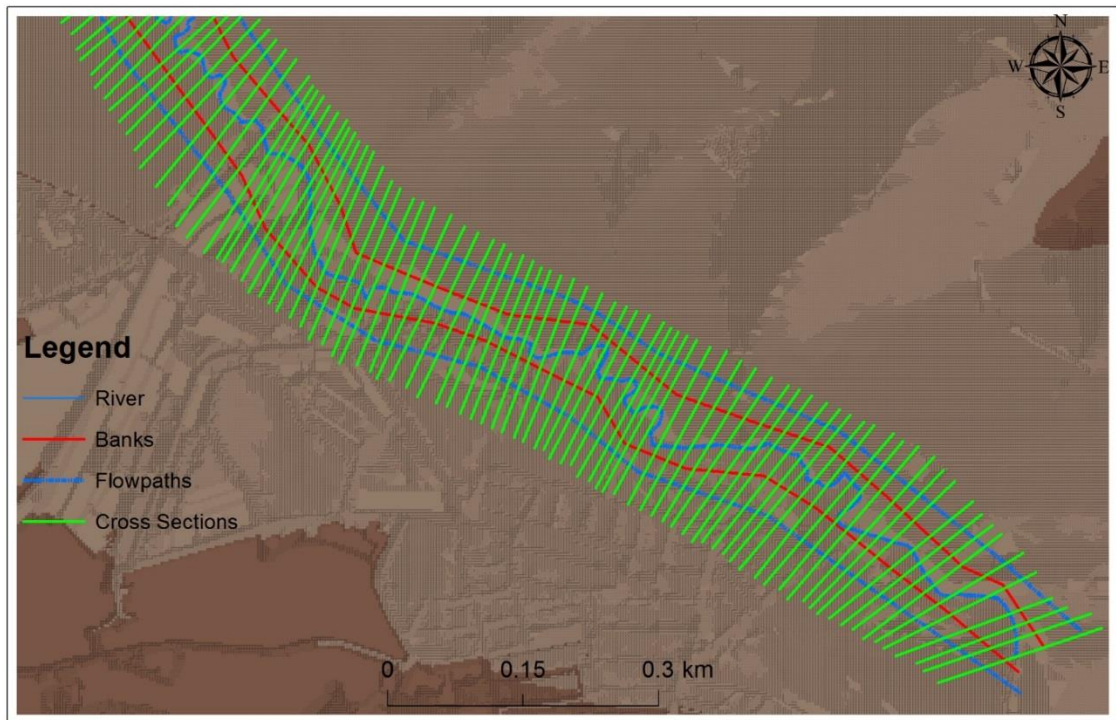 N
W E
S
Legend
River
Banks
Flowpaths
Cross Sections
0 0.15 0.3 km